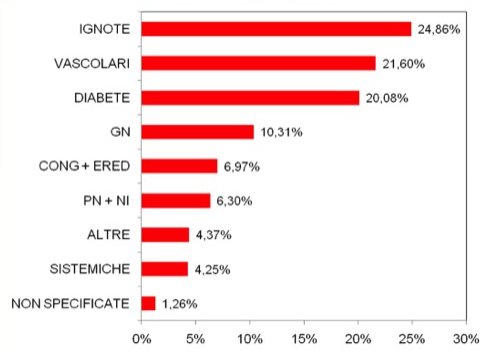 IGNOTE 24,86%
VASCOLARI 21,60%
DIABETE 20,08%
GN 10,31%
CONG + ERED 6,97%
PN + NI 6,30%
ALTRE 4,37%
SISTEMICHE 4,25%
NON SPECIFICATE 1,26%
0% 5% 10% 15% 20% 25% 30%